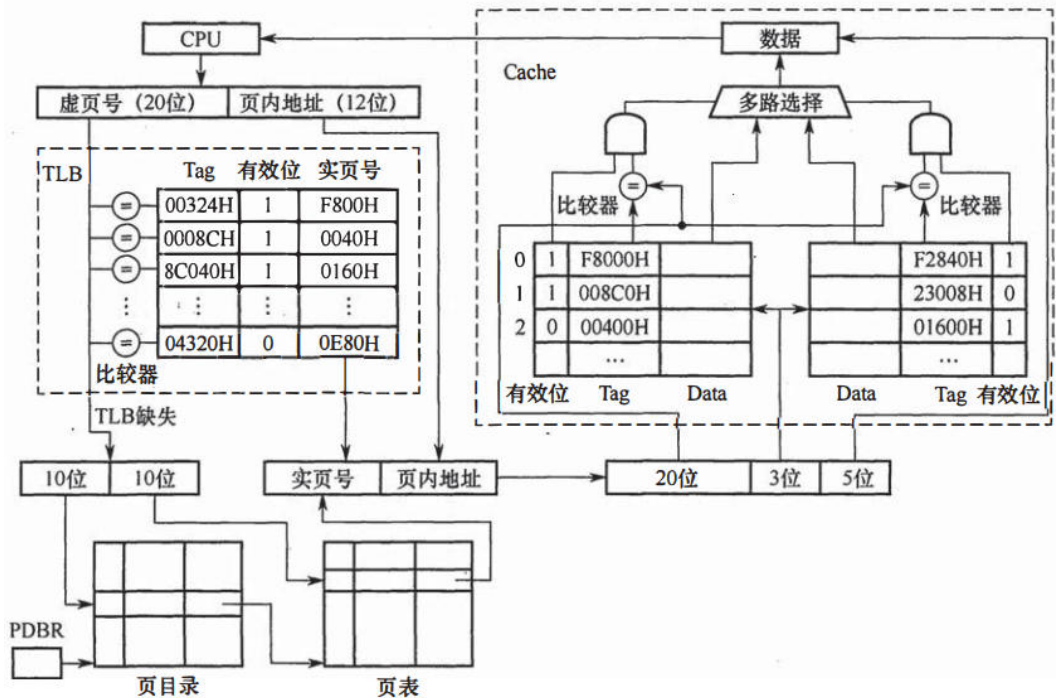 CPU
数据
Cache
虚页号（20位） 页内地址（12位）
多路选择
TLB
Tag 有效位 实页号
= 00324H 1 F800H
= 0008CH 1 0040H
= 8C040H 1 0160H
⋮ ⋮ ⋮ ⋮
= 04320H 0 0E80H
比较器
= =
比较器 比较器
0 1 F8000H F2840H 1
1 1 008C0H 23008H 0
2 0 00400H 01600H 1
… …
有效位 Tag Data Data Tag 有效位
TLB缺失
10位 10位
实页号 页内地址
20位 3位 5位
PDBR
页目录 页表